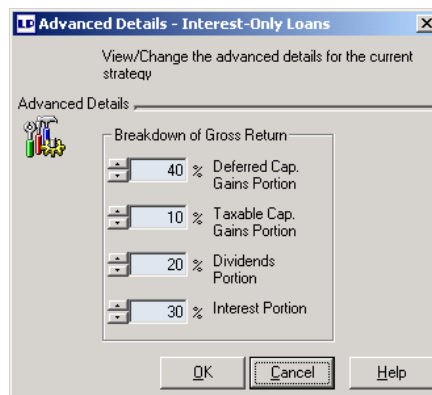 LP Advanced Details - Interest-Only Loans
View/Change the advanced details for the current
strategy
Advanced Details
Breakdown of Gross Return
40 % Deferred Cap.
Gains Portion
10 % Taxable Cap.
Gains Portion
20 % Dividends
Portion
30 % Interest Portion
OK Cancel Help